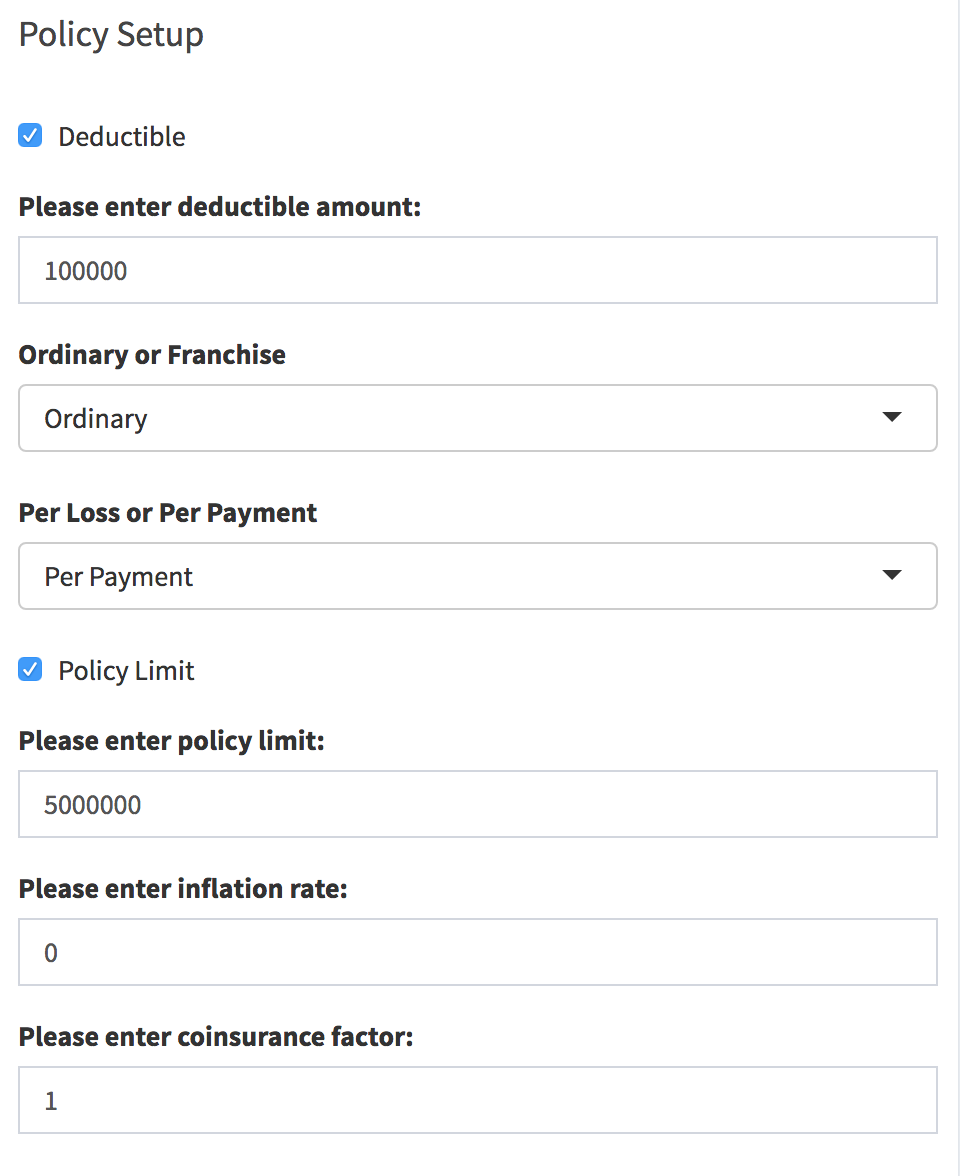 Policy Setup
Deductible
Please enter deductible amount:
100000
Ordinary or Franchise
Ordinary
Per Loss or Per Payment
Per Payment
Policy Limit
Please enter policy limit:
5000000
Please enter inflation rate:
0
Please enter coinsurance factor:
1